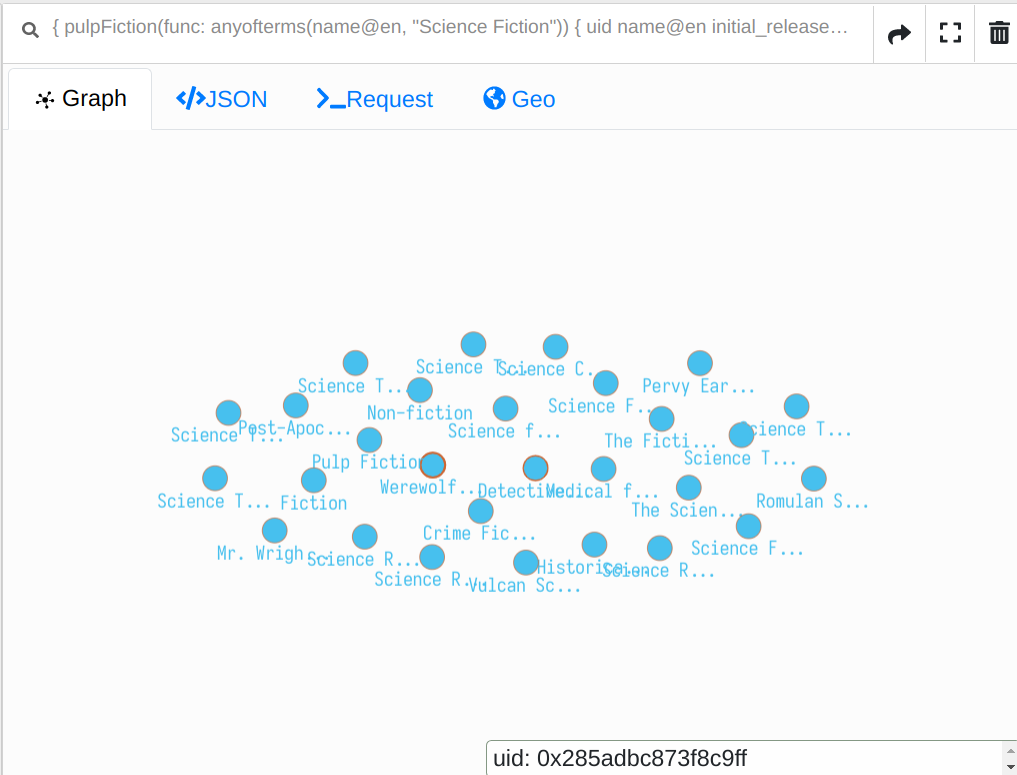 { pulpFiction(func: anyofterms(name@en, "Science Fiction")) { uid name@en initial_release…
Graph
JSON
Request
Geo
Science T...
Science C...
Science T...
Pervy Ear...
Science F...
Non-fiction
Post-Apoc...
Science T...
Science f...
Science T...
The Ficti...
Science T...
Pulp Fiction
Werewolf...
Detective...
Medical f...
Science T...
Fiction
The Scien...
Romulan S...
Crime Fic...
Mr. Wrigh...
Science R...
Science F...
Science R...
Vulcan Sc...
Historica...
Science R...
uid: 0x285adbc873f8c9ff